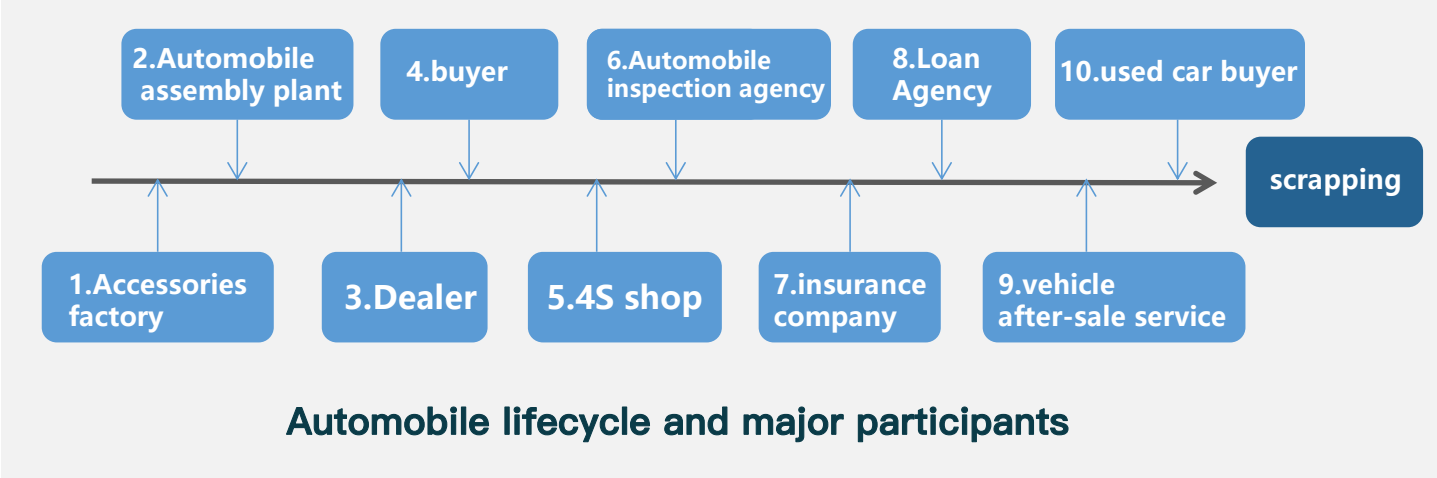 2.Automobile
assembly plant
4.buyer
6.Automobile
inspection agency
8.Loan
Agency
10.used car buyer
scrapping
1.Accessories
factory
3.Dealer
5.4S shop
7.insurance
company
9.vehicle
after-sale service
Automobile lifecycle and major participants